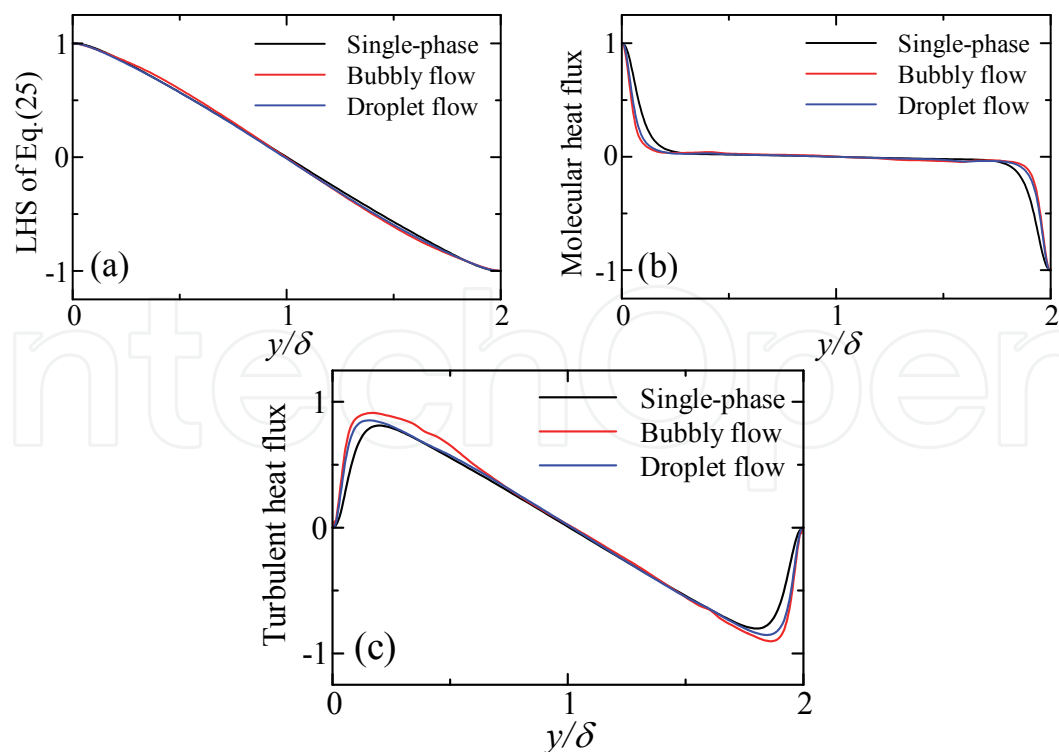 LHS of Eq.(25)
1
0
-1
Single-phase
Bubbly flow
Droplet flow
(a)
0
1
2
y/δ
Molecular heat flux
1
0
-1
Single-phase
Bubbly flow
Droplet flow
(b)
0
1
2
y/δ
ntechOpen
Turbulent heat flux
1
0
-1
Single-phase
Bubbly flow
Droplet flow
(c)
0
1
2
y/δ